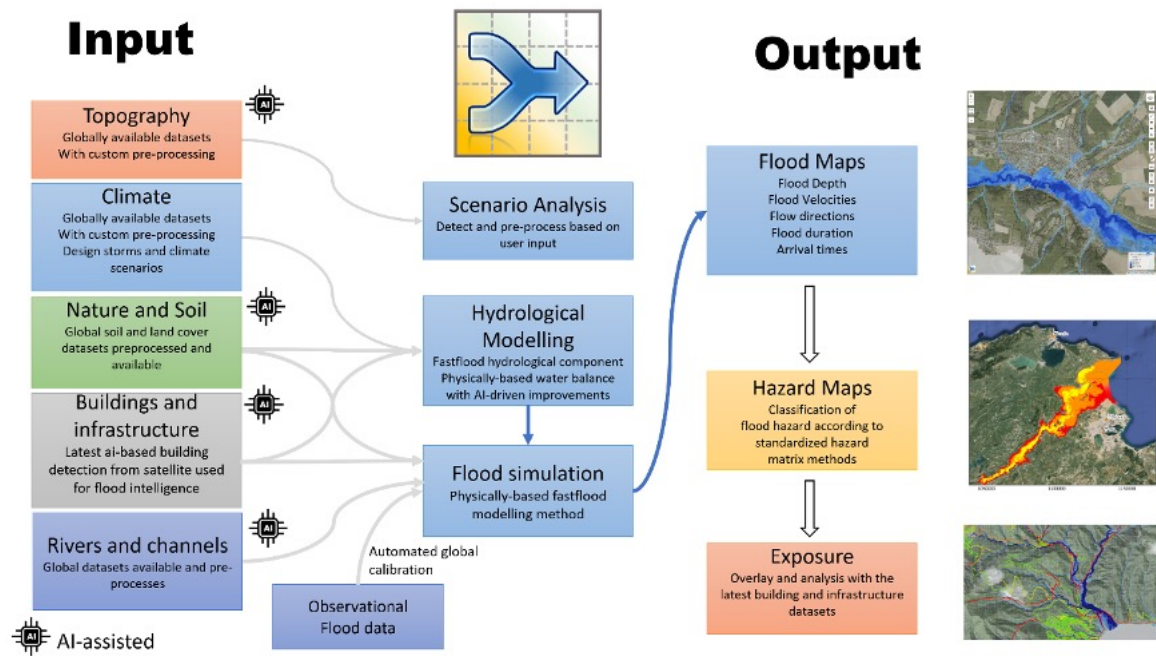 Input
Output
AI
Topography
Globally available datasets
With custom pre-processing
Climate
Globally available datasets
With custom pre-processing
Design storms and climate
scenarios
AI
Nature and Soil
Global soil and land cover
datasets preprocessed and
available
AI
Buildings and
infrastructure
Latest ai-based building
detection from satellite used
for flood intelligence
AI
Rivers and channels
Global datasets available and pre-
processes
AI
AI-assisted
Scenario Analysis
Detect and pre-process based on
user input
Hydrological
Modelling
Fastflood hydrological component
Physically-based water balance
with AI-driven improvements
Flood simulation
Physically-based fastflood
modelling method
Automated global
calibration
Observational
Flood data
Flood Maps
Flood Depth
Flood Velocities
Flow directions
Flood duration
Arrival times
Hazard Maps
Classification of
flood hazard according to
standardized hazard
matrix methods
Exposure
Overlay and analysis with the
latest building and infrastructure
datasets